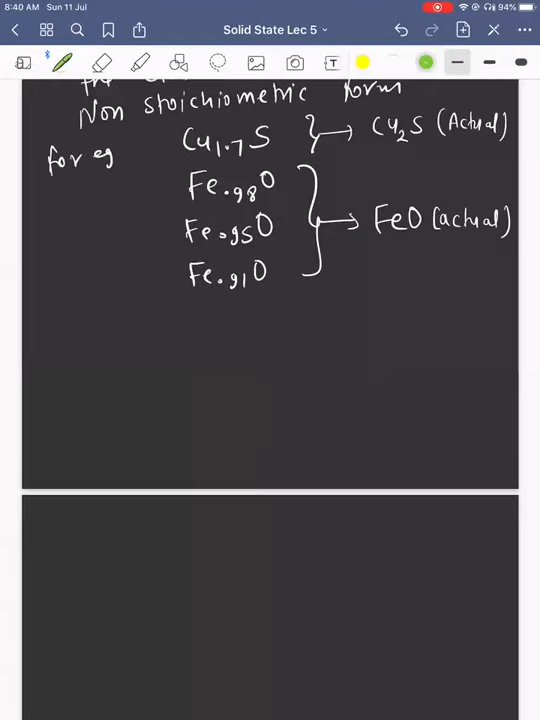 8:40 AM Sun 11 Jul 94%
Solid State Lec 5
the
Non stoichiometric form
for eg Cu1.7S } → Cu2S (Actual)
Fe.98O
Fe.95O } → FeO (actual)
Fe.91O